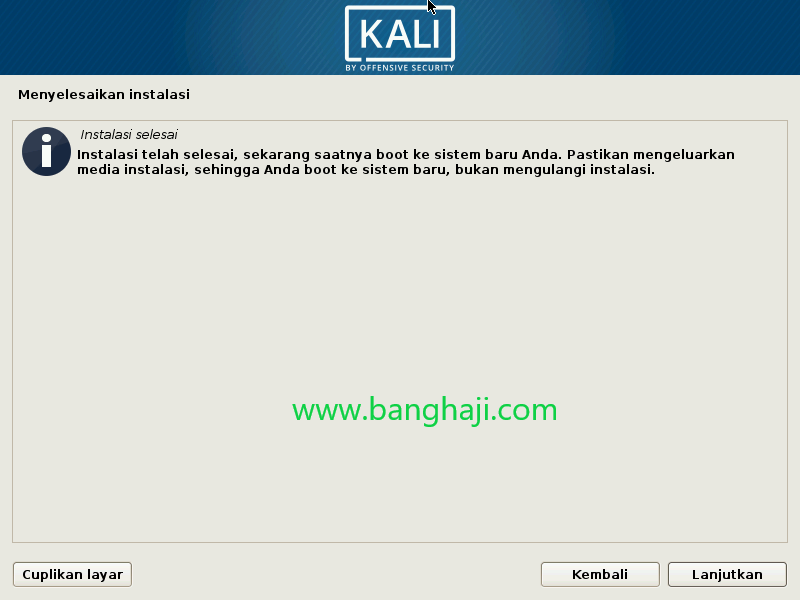 KALI
BY OFFENSIVE SECURITY
Menyelesaikan instalasi
Instalasi selesai
Instalasi telah selesai, sekarang saatnya boot ke sistem baru Anda. Pastikan mengeluarkan
media instalasi, sehingga Anda boot ke sistem baru, bukan mengulangi instalasi.
www.banghaji.com
Cuplikan layar
Kembali
Lanjutkan